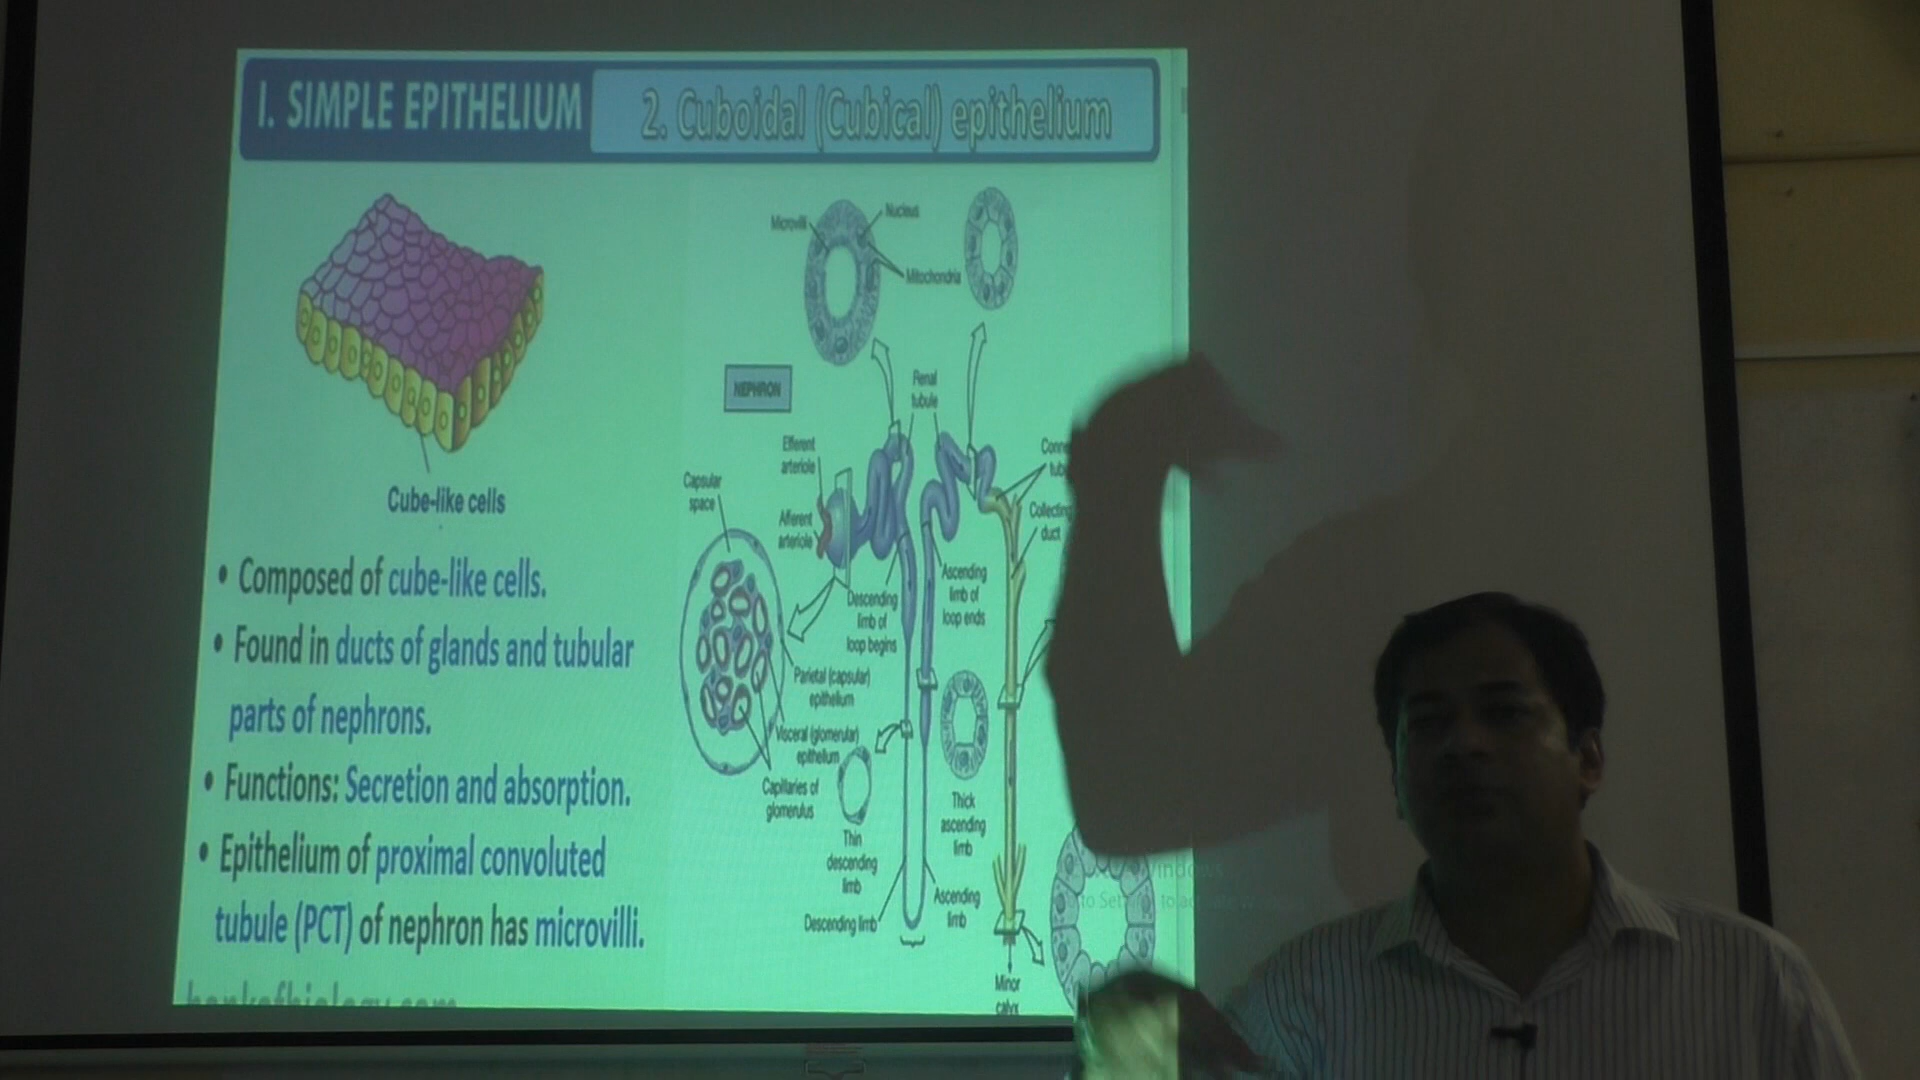 I. SIMPLE EPITHELIUM
2. Cuboidal (Cubical) epithelium
Cube-like cells
• Composed of cube-like cells.
• Found in ducts of glands and tubular
parts of nephrons.
• Functions: Secretion and absorption.
• Epithelium of proximal convoluted
tubule (PCT) of nephron has microvilli.
bankofbiology.com
Microvilli
Nucleus
Mitochondria
NEPHRON
Renal
tubule
Efferent
arteriole
Capsular
space
Afferent
arteriole
Conne
tub
Collecting
duct
Descending
limb of
loop begins
Ascending
limb of
loop ends
Parietal (capsular)
epithelium
Visceral (glomerular)
epithelium
Capillaries of
glomerulus
Thin
descending
limb
Thick
ascending
limb
Descending limb
Ascending
limb
Minor
calyx